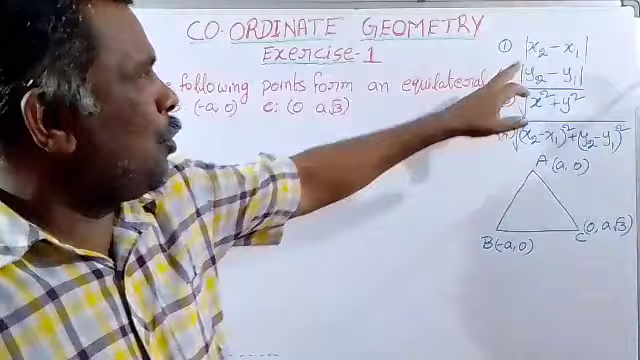 CO-ORDINATE GEOMETRY
Exercise-1
following points form an equilateral
(-a, 0) C: (0 a√3)
① |x₂ - x₁|
|y₂ - y₁|
√x² + y²
√(x₂-x₁)² + (y₂-y₁)²
A (a, 0)
B (-a, 0)
C (0, a√3)